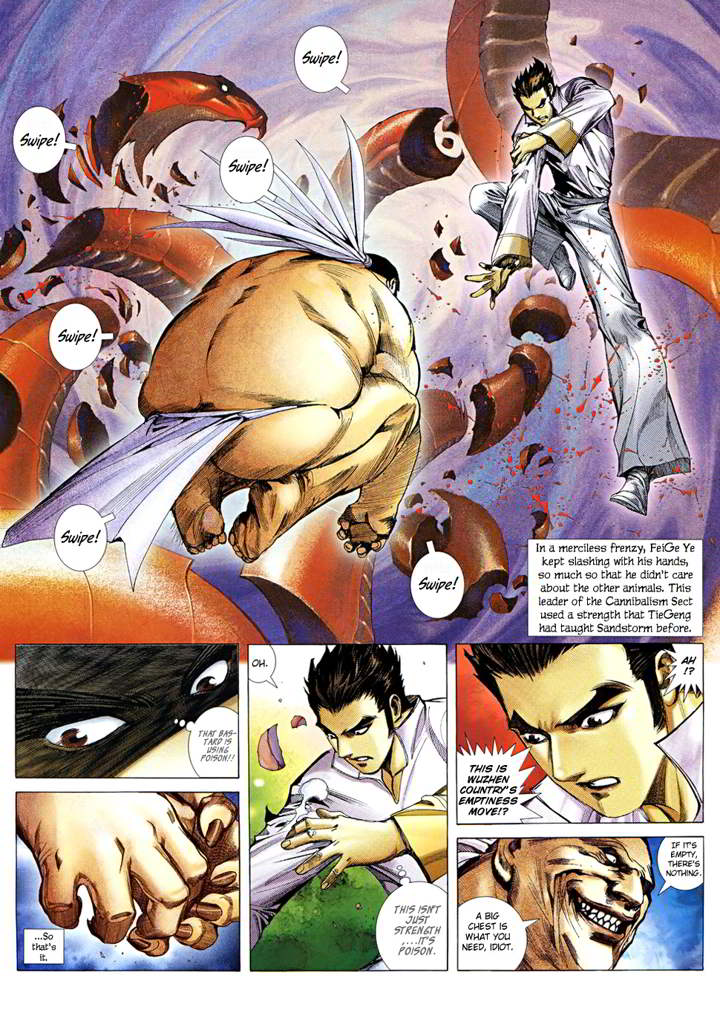 Swipe!
Swipe!
Swipe!
Swipe!
Swipe!
Swipe!
In a merciless frenzy, FeiGe Ye
kept slashing with his hands,
so much so that he didn't care
about the other animals. This
leader of the Cannibalism Sect
used a strength that TieGeng
had taught Sandstorm before.
THAT BAS-
TARD IS
USING
POISON!!
OH.
AH
!?
THIS IS
WUZHEN
COUNTRY'S
EMPTINESS
MOVE!?
...So
that's
it.
THIS ISN'T
JUST
STRENGTH
,...IT'S
POISON.
IF IT'S
EMPTY,
THERE'S
NOTHING.
A BIG
CHEST IS
WHAT YOU
NEED, IDIOT.